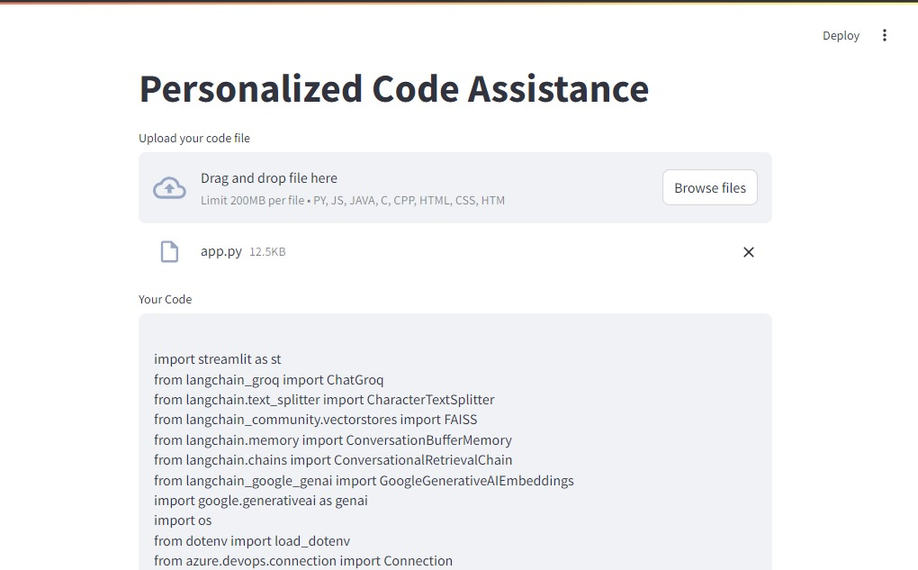 Deploy
Personalized Code Assistance
Upload your code file
Drag and drop file here
Limit 200MB per file • PY, JS, JAVA, C, CPP, HTML, CSS, HTM
Browse files
app.py 12.5KB
Your Code
import streamlit as st
from langchain_groq import ChatGroq
from langchain.text_splitter import CharacterTextSplitter
from langchain_community.vectorstores import FAISS
from langchain.memory import ConversationBufferMemory
from langchain.chains import ConversationalRetrievalChain
from langchain_google_genai import GoogleGenerativeAIEmbeddings
import google.generativeai as genai
import os
from dotenv import load_dotenv
from azure.devops.connection import Connection